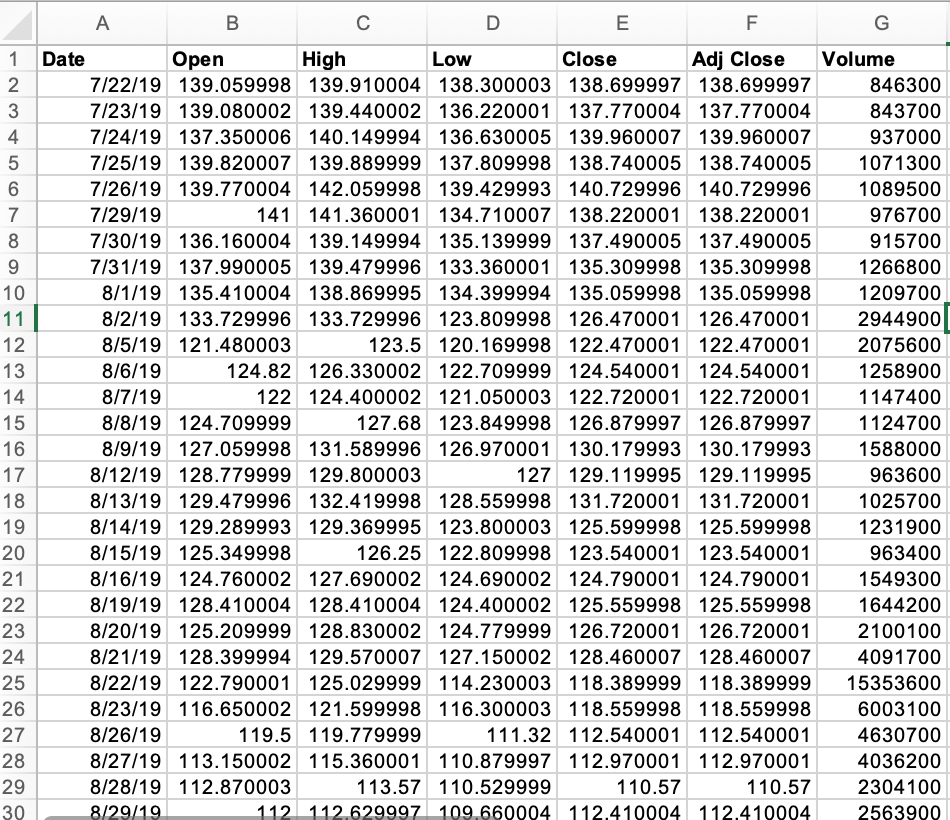 A B C D E F G
1 Date Open High Low Close Adj Close Volume
2 7/22/19 139.059998 139.910004 138.300003 138.699997 138.699997 846300
3 7/23/19 139.080002 139.440002 136.220001 137.770004 137.770004 843700
4 7/24/19 137.350006 140.149994 136.630005 139.960007 139.960007 937000
5 7/25/19 139.820007 139.889999 137.809998 138.740005 138.740005 1071300
6 7/26/19 139.770004 142.059998 139.429993 140.729996 140.729996 1089500
7 7/29/19 141 141.360001 134.710007 138.220001 138.220001 976700
8 7/30/19 136.160004 139.149994 135.139999 137.490005 137.490005 915700
9 7/31/19 137.990005 139.479996 133.360001 135.309998 135.309998 1266800
10 8/1/19 135.410004 138.869995 134.399994 135.059998 135.059998 1209700
11 8/2/19 133.729996 133.729996 123.809998 126.470001 126.470001 2944900
12 8/5/19 121.480003 123.5 120.169998 122.470001 122.470001 2075600
13 8/6/19 124.82 126.330002 122.709999 124.540001 124.540001 1258900
14 8/7/19 122 124.400002 121.050003 122.720001 122.720001 1147400
15 8/8/19 124.709999 127.68 123.849998 126.879997 126.879997 1124700
16 8/9/19 127.059998 131.589996 126.970001 130.179993 130.179993 1588000
17 8/12/19 128.779999 129.800003 127 129.119995 129.119995 963600
18 8/13/19 129.479996 132.419998 128.559998 131.720001 131.720001 1025700
19 8/14/19 129.289993 129.369995 123.800003 125.599998 125.599998 1231900
20 8/15/19 125.349998 126.25 122.809998 123.540001 123.540001 963400
21 8/16/19 124.760002 127.690002 124.690002 124.790001 124.790001 1549300
22 8/19/19 128.410004 128.410004 124.400002 125.559998 125.559998 1644200
23 8/20/19 125.209999 128.830002 124.779999 126.720001 126.720001 2100100
24 8/21/19 128.399994 129.570007 127.150002 128.460007 128.460007 4091700
25 8/22/19 122.790001 125.029999 114.230003 118.389999 118.389999 15353600
26 8/23/19 116.650002 121.599998 116.300003 118.559998 118.559998 6003100
27 8/26/19 119.5 119.779999 111.32 112.540001 112.540001 4630700
28 8/27/19 113.150002 115.360001 110.879997 112.970001 112.970001 4036200
29 8/28/19 112.870003 113.57 110.529999 110.57 110.57 2304100
30 8/29/19 112 112.629997 109.660004 112.410004 112.410004 2563900